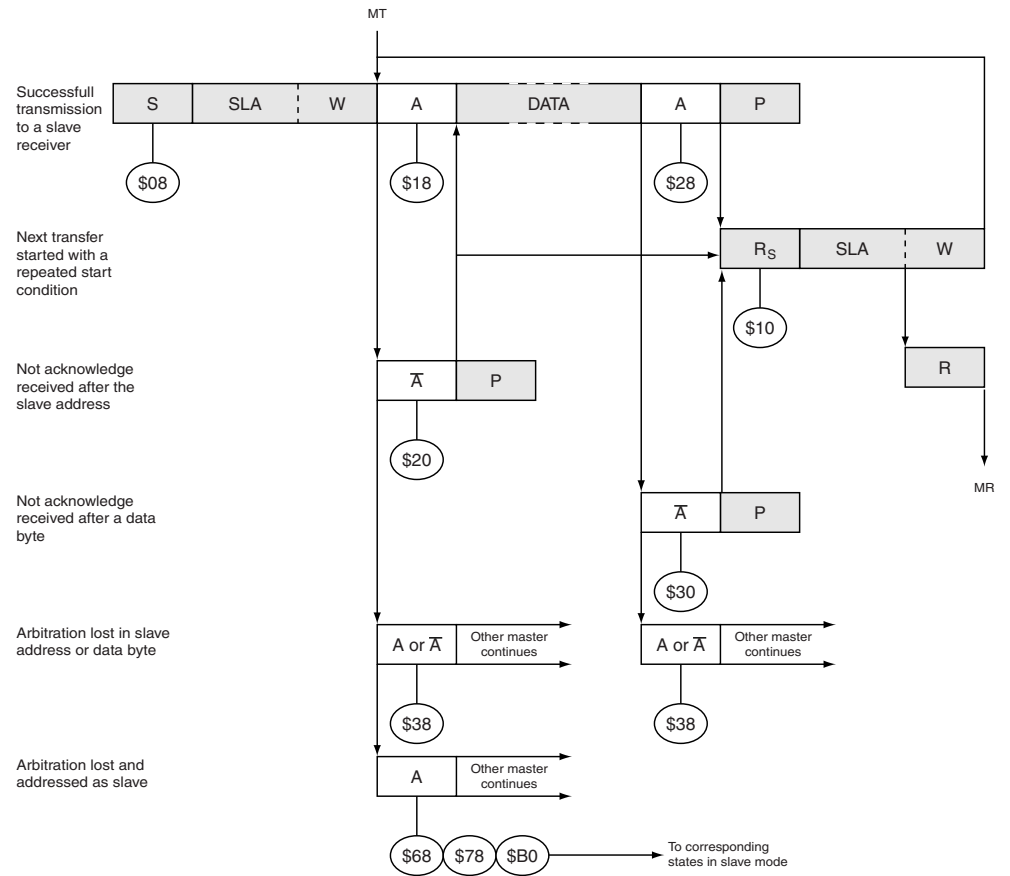 MT
Successfull
transmission
to a slave
receiver
S SLA W A DATA A P
$08 $18 $28
Next transfer
started with a
repeated start
condition
RS SLA W
$10
Not acknowledge
received after the
slave address
A̅ P
R
$20
MR
Not acknowledge
received after a data
byte
A̅ P
$30
Arbitration lost in slave
address or data byte
A or A̅ Other master
continues
A or A̅ Other master
continues
$38 $38
Arbitration lost and
addressed as slave
A Other master
continues
$68 $78 $B0
To corresponding
states in slave mode